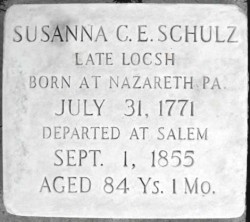 SUSANNA C. E. SCHULZ
LATE LOCSH
BORN AT NAZARETH PA.
JULY 31, 1771
DEPARTED AT SALEM
SEPT. 1, 1855
AGED 84 YS. 1 MO.